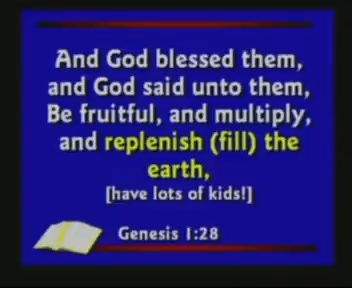 And God blessed them,
and God said unto them,
Be fruitful, and multiply,
and replenish (fill) the
earth,
[have lots of kids!]
Genesis 1:28